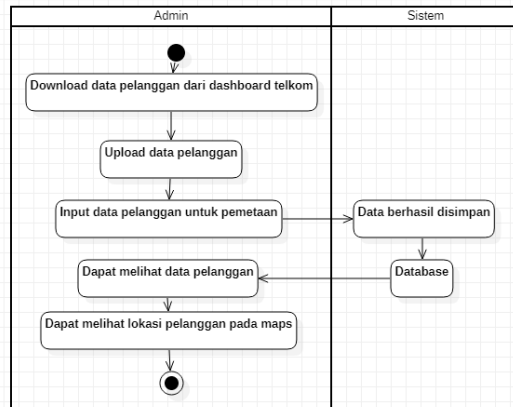 Admin
Sistem
Download data pelanggan dari dashboard telkom
Upload data pelanggan
Input data pelanggan untuk pemetaan
Data berhasil disimpan
Dapat melihat data pelanggan
Database
Dapat melihat lokasi pelanggan pada maps